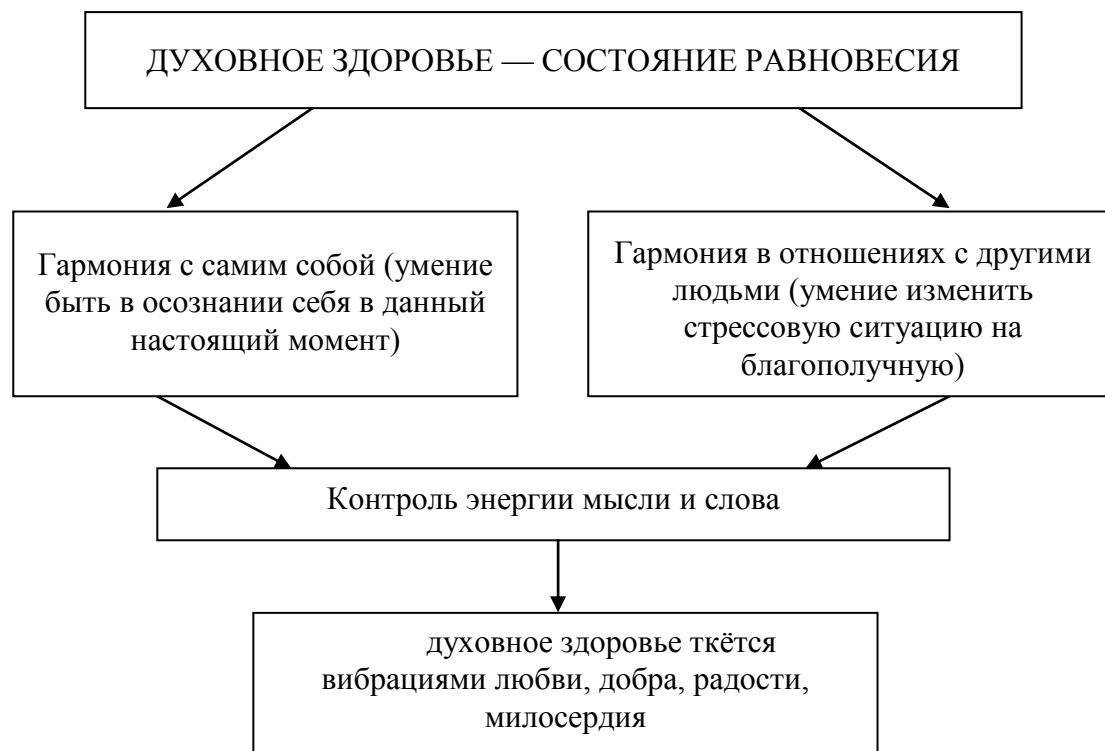 ДУХОВНОЕ ЗДОРОВЬЕ — СОСТОЯНИЕ РАВНОВЕСИЯ
Гармония с самим собой (умение
быть в осознании себя в данный
настоящий момент)
Гармония в отношениях с другими
людьми (умение изменить
стрессовую ситуацию на
благополучную)
Контроль энергии мысли и слова
духовное здоровье ткётся
вибрациями любви, добра, радости,
милосердия